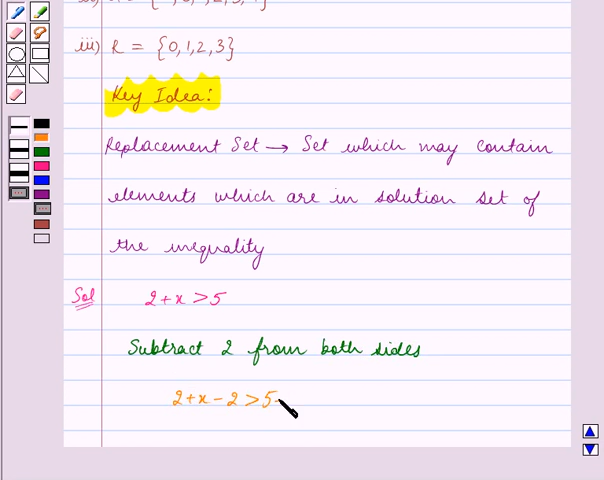 iii) R = {0,1,2,3}
Key Idea:
Replacement Set → Set which may contain
elements which are in solution set of
the inequality
Sol 2+x>5
Subtract 2 from both sides
2+x-2>5